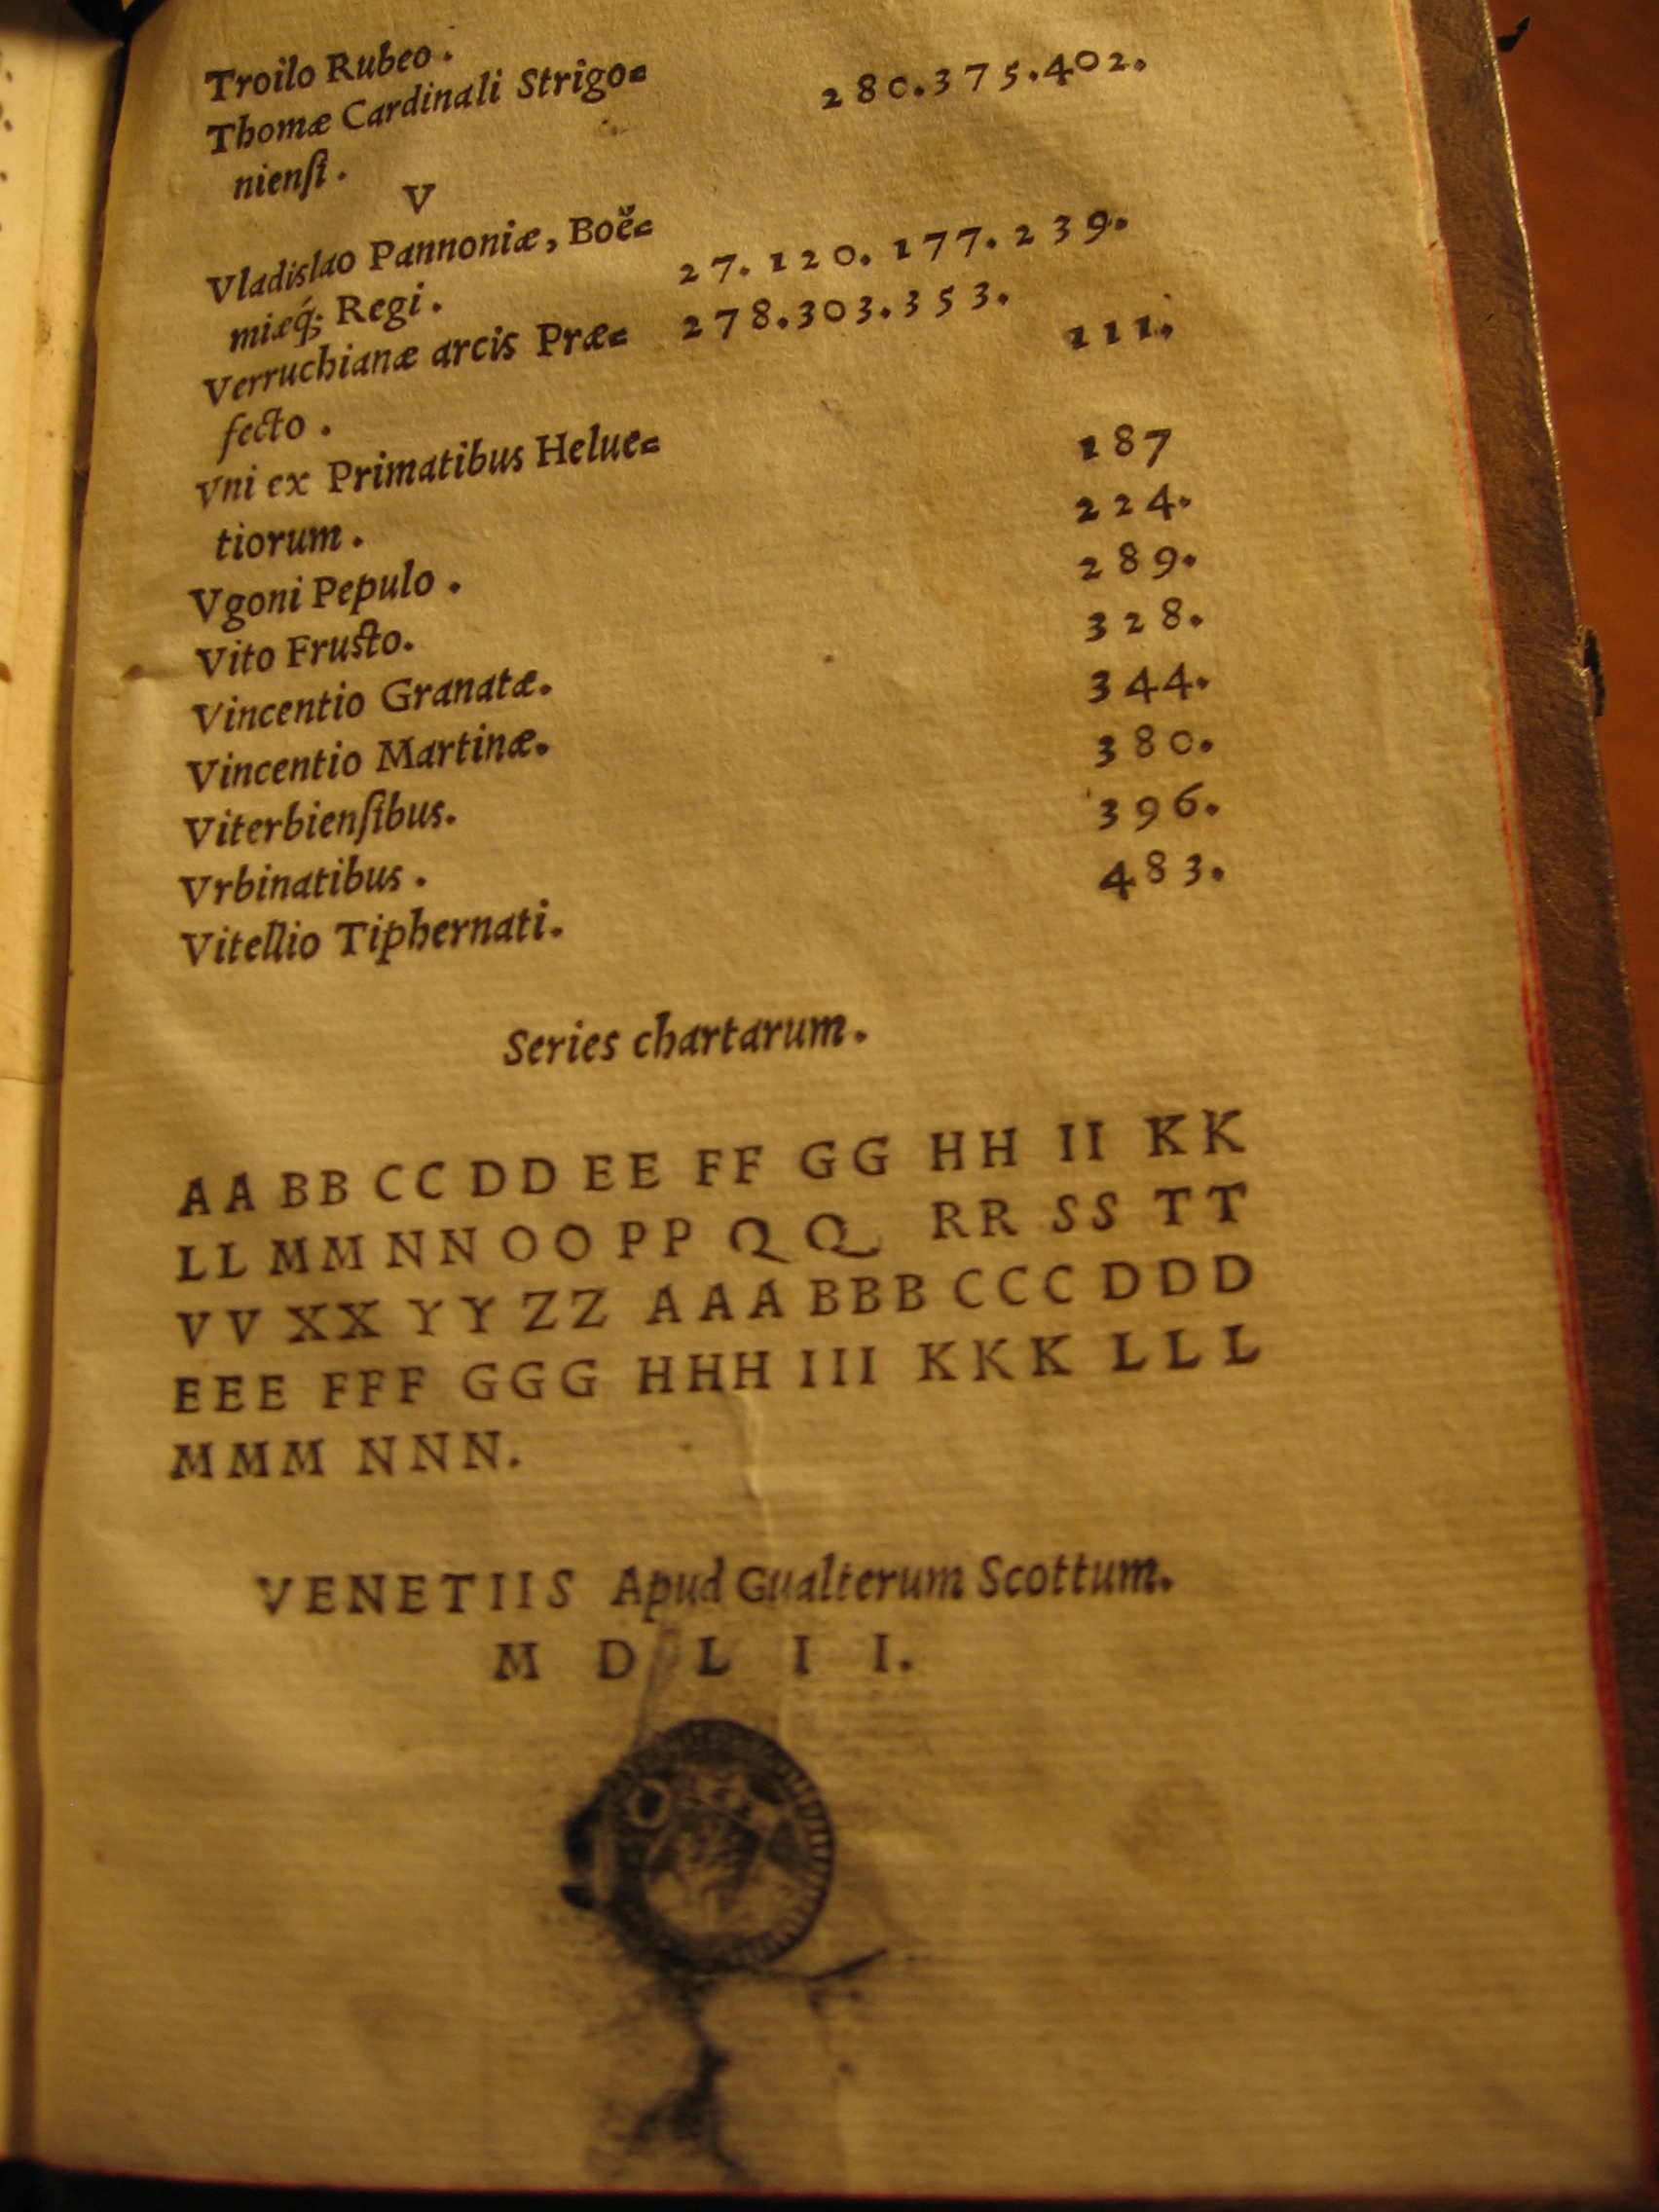 Troilo Rubeo .
Thomæ Cardinali Strigo=
nienſi . 280.375.402.
V
Vladislao Pannoniæ, Boë=
miæq́; Regi . 27. 120. 177. 239.
278.303.353.
Verruchianæ arcis Præ=
fecto . 111.
Vni ex Primatibus Helue=
tiorum . 187
Vgoni Pepulo . 224.
Vito Frusto. 289.
Vincentio Granatæ. 328.
Vincentio Martinæ. 344.
Viterbienſibus. 380.
Vrbinatibus . 396.
Vitellio Tiphernati. 483.
Series chartarum .
AA BB CC DD EE FF GG HH II KK
LL MM NN OO PP QQ RR SS TT
VV XX YY ZZ AAA BBB CCC DDD
EEE FFF GGG HHH III KKK LLL
MMM NNN.
VENETIIS Apud Gualterum Scottum.
M D L I I.